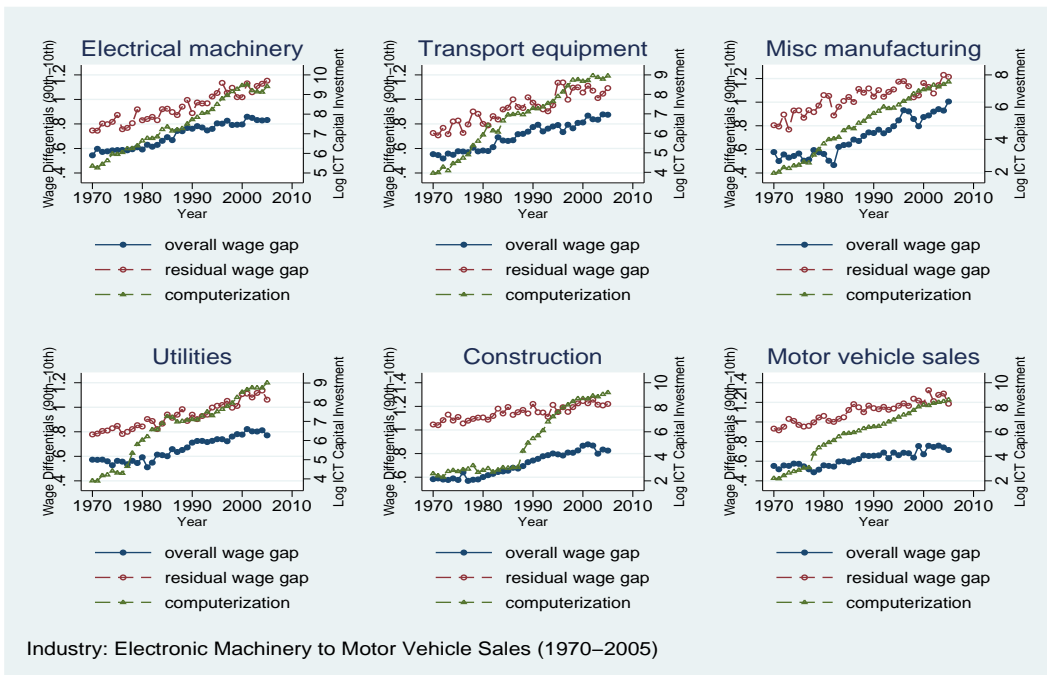 Electrical machinery
Wage Differentials (90th–10th)
.4 .6 .8 1 1.2
5 6 7 8 9 10
Log ICT Capital Investment
1970 1980 1990 2000 2010
Year
overall wage gap
residual wage gap
computerization
Transport equipment
Wage Differentials (90th–10th)
.4 .6 .8 1 1.2
4 5 6 7 8 9
Log ICT Capital Investment
1970 1980 1990 2000 2010
Year
overall wage gap
residual wage gap
computerization
Misc manufacturing
Wage Differentials (90th–10th)
.4 .6 .8 1 1.2
2 4 6 8
Log ICT Capital Investment
1970 1980 1990 2000 2010
Year
overall wage gap
residual wage gap
computerization
Utilities
Wage Differentials (90th–10th)
.4 .6 .8 1 1.2
4 5 6 7 8 9
Log ICT Capital Investment
1970 1980 1990 2000 2010
Year
overall wage gap
residual wage gap
computerization
Construction
Wage Differentials (90th–10th)
.6 .8 1 1.2 1.4
2 4 6 8 10
Log ICT Capital Investment
1970 1980 1990 2000 2010
Year
overall wage gap
residual wage gap
computerization
Motor vehicle sales
Wage Differentials (90th–10th)
.4 .6 .8 1 1.2 1.4
2 4 6 8 10
Log ICT Capital Investment
1970 1980 1990 2000 2010
Year
overall wage gap
residual wage gap
computerization
Industry: Electronic Machinery to Motor Vehicle Sales (1970–2005)